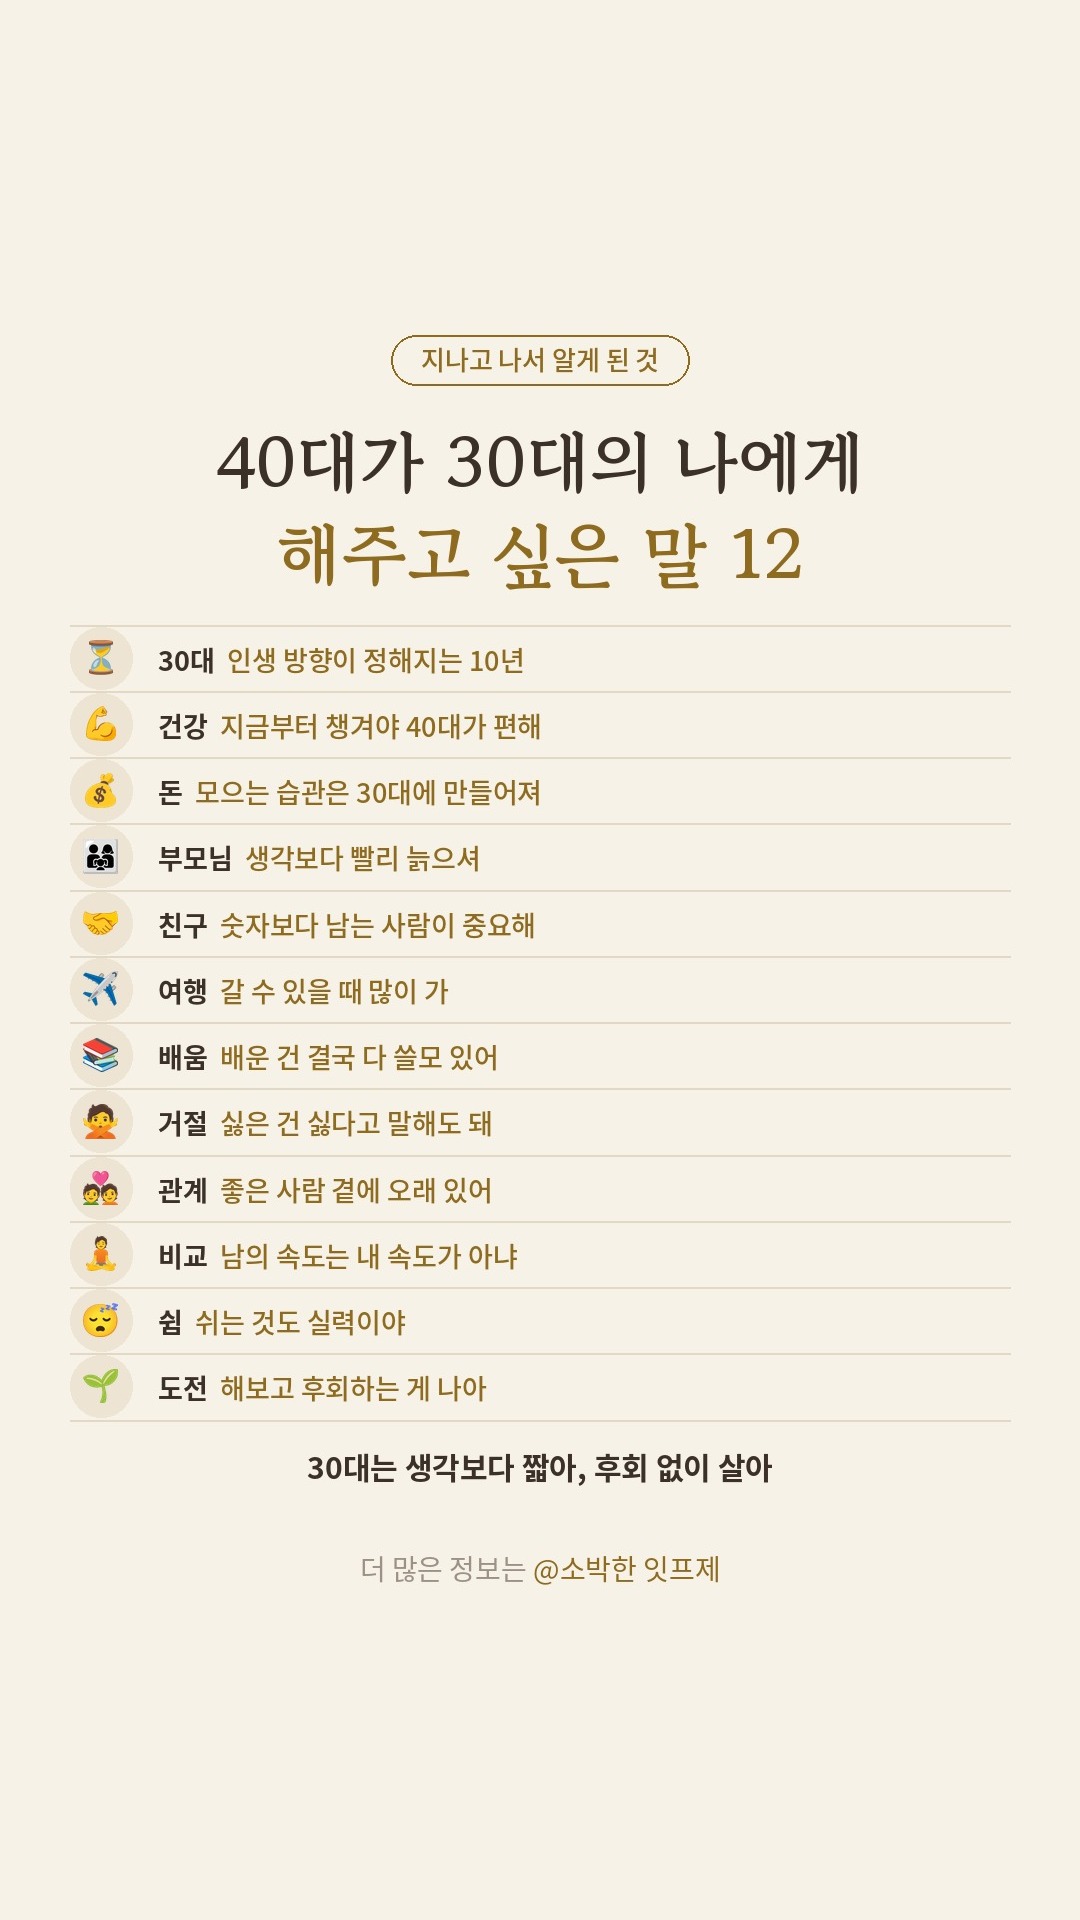 지나고 나서 알게 된 것
40대가 30대의 나에게
해주고 싶은 말 12
30대 인생 방향이 정해지는 10년
건강 지금부터 챙겨야 40대가 편해
돈 모으는 습관은 30대에 만들어져
부모님 생각보다 빨리 늙으셔
친구 숫자보다 남는 사람이 중요해
여행 갈 수 있을 때 많이 가
배움 배운 건 결국 다 쓸모 있어
거절 싫은 건 싫다고 말해도 돼
관계 좋은 사람 곁에 오래 있어
비교 남의 속도는 내 속도가 아냐
쉼 쉬는 것도 실력이야
도전 해보고 후회하는 게 나아
30대는 생각보다 짧아, 후회 없이 살아
더 많은 정보는 @소박한 잇프제